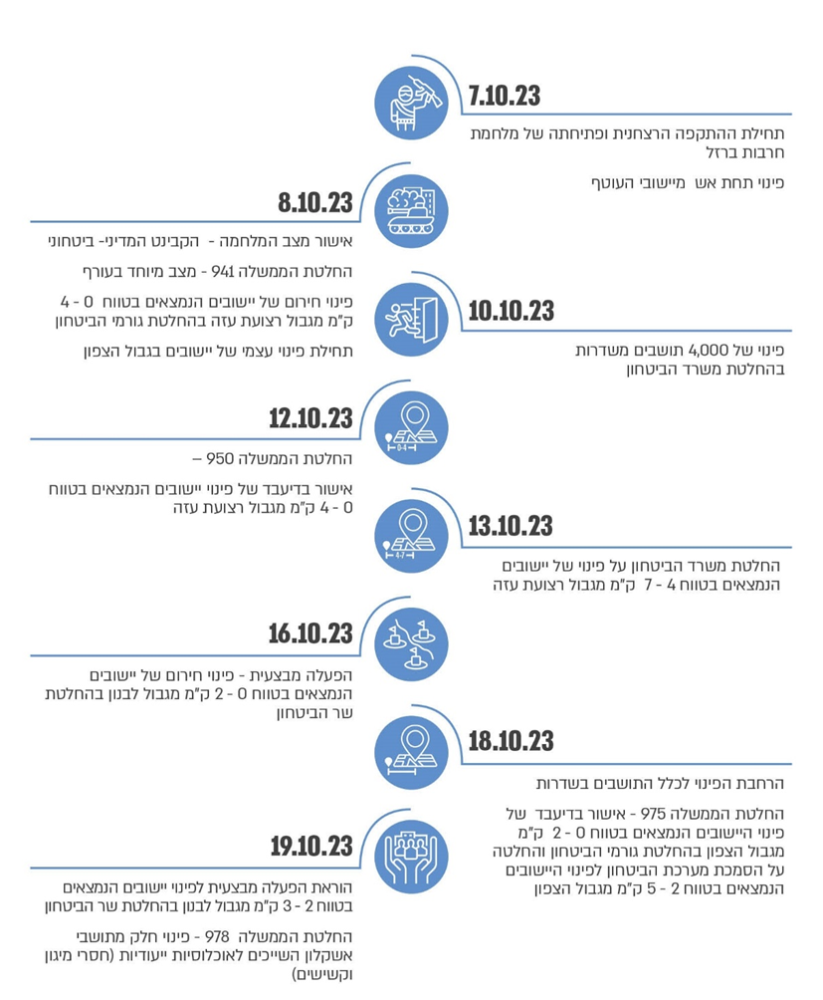 7.10.23
תחילת ההתקפה הרצחנית ופתיחתה של מלחמת
חרבות ברזל
פינוי תחת אש מיישובי העוטף
8.10.23
אישור מצב המלחמה - הקבינט המדיני- ביטחוני
החלטת הממשלה 941 - מצב מיוחד בעורף
פינוי חירום של יישובים הנמצאים בטווח 0 - 4
ק"מ מגבול רצועת עזה בהחלטת גורמי הביטחון
תחילת פינוי עצמי של יישובים בגבול הצפון
10.10.23
פינוי של 4,000 תושבים משדרות
בהחלטת משרד הביטחון
12.10.23
החלטת הממשלה 950 –
אישור בדיעבד של פינוי יישובים הנמצאים בטווח
0 - 4 ק"מ מגבול רצועת עזה
0-4
13.10.23
החלטת משרד הביטחון על פינוי של יישובים
הנמצאים בטווח 4 - 7 ק"מ מגבול רצועת עזה
4-7
16.10.23
הפעלה מבצעית - פינוי חירום של יישובים
הנמצאים בטווח 0 - 2 ק"מ מגבול לבנון בהחלטת
שר הביטחון
18.10.23
הרחבת הפינוי לכלל התושבים בשדרות
החלטת הממשלה 975 - אישור בדיעבד של
פינוי היישובים הנמצאים בטווח 0 - 2 ק"מ
מגבול הצפון בהחלטת גורמי הביטחון והחלטה
על הסמכת מערכת הביטחון לפינוי היישובים
הנמצאים בטווח 2 - 5 ק"מ מגבול הצפון
19.10.23
הוראת הפעלה מבצעית לפינוי יישובים הנמצאים
בטווח 2 - 3 ק"מ מגבול לבנון בהחלטת שר הביטחון
החלטת הממשלה 978 - פינוי חלק מתושבי
אשקלון השייכים לאוכלוסיות ייעודיות (חסרי מיגון
וקשישים)